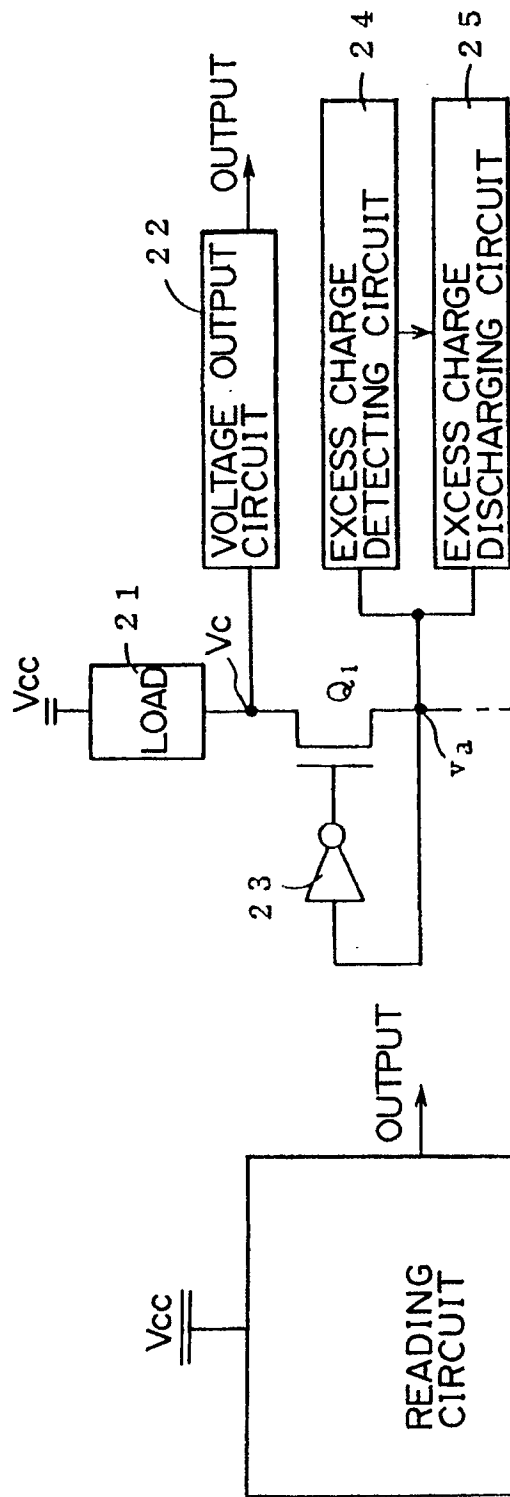 Vcc
READING
CIRCUIT
OUTPUT
Vcc
21
LOAD
Vc
22
VOLTAGE OUTPUT
CIRCUIT
OUTPUT
23
Q1
va
24
EXCESS CHARGE
DETECTING CIRCUIT
25
EXCESS CHARGE
DISCHARGING CIRCUIT